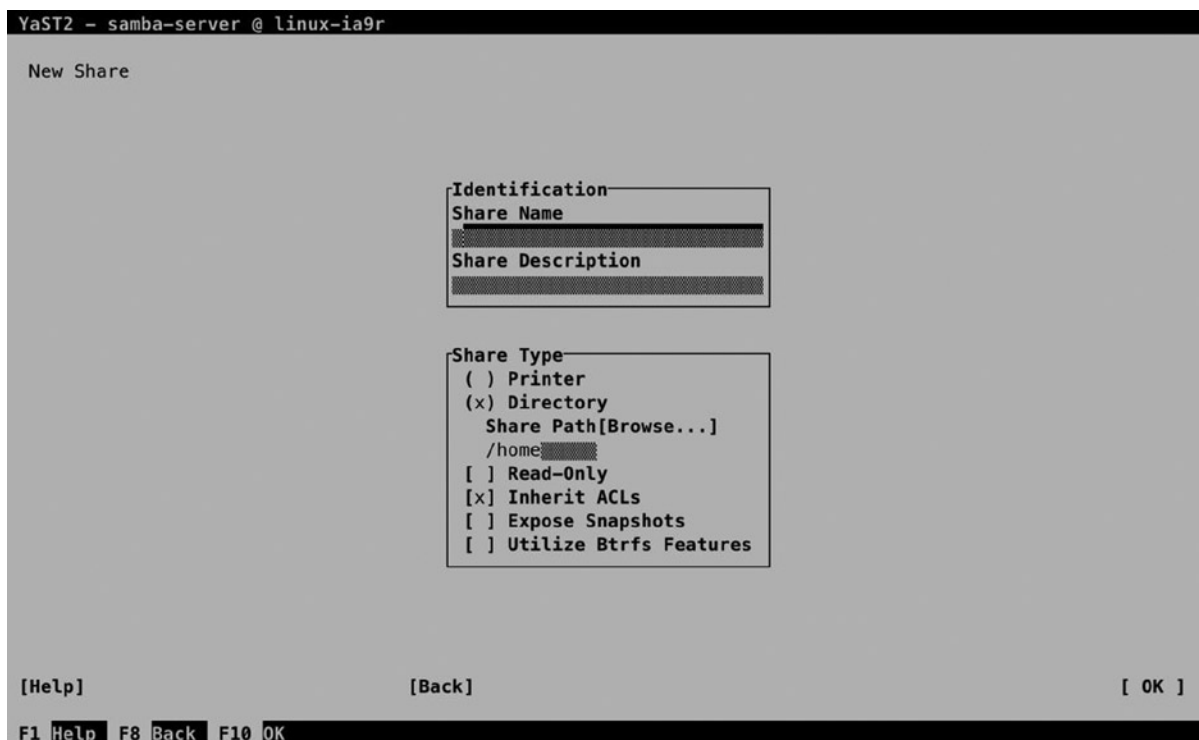 YaST2 – samba–server @ linux–ia9r
New Share
Identification
Share Name
Share Description
Share Type
( ) Printer
(x) Directory
Share Path[Browse...]
/home
[ ] Read–Only
[x] Inherit ACLs
[ ] Expose Snapshots
[ ] Utilize Btrfs Features
[Help] [Back] [ OK ]
F1 Help F8 Back F10 OK